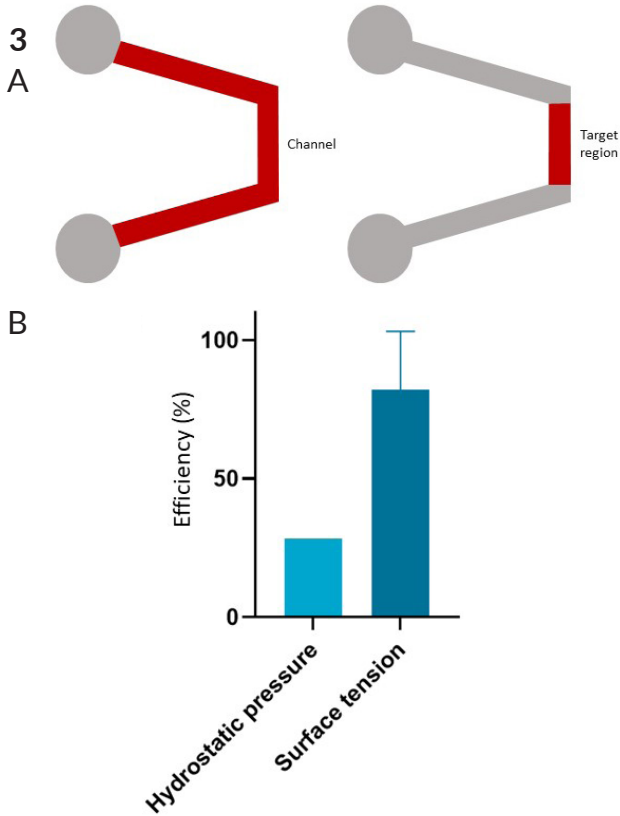 3
A
Channel
Target
region
B
Efficiency (%)
100
50
0
Hydrostatic pressure
Surface tension